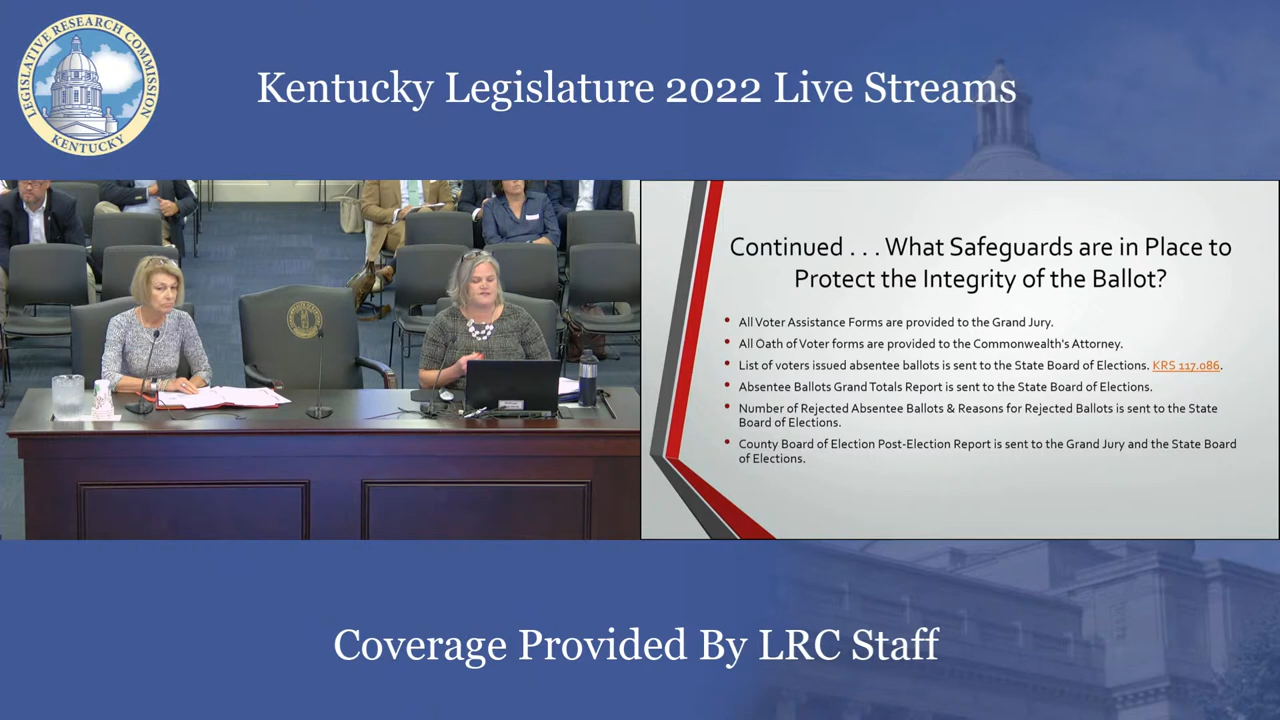 LEGISLATIVE RESEARCH COMMISSION
KENTUCKY
Kentucky Legislature 2022 Live Streams
Continued . . . What Safeguards are in Place to
Protect the Integrity of the Ballot?
• All Voter Assistance Forms are provided to the Grand Jury.
• All Oath of Voter forms are provided to the Commonwealth's Attorney.
• List of voters issued absentee ballots is sent to the State Board of Elections. KRS 117.086.
• Absentee Ballots Grand Totals Report is sent to the State Board of Elections.
• Number of Rejected Absentee Ballots & Reasons for Rejected Ballots is sent to the State
Board of Elections.
• County Board of Election Post-Election Report is sent to the Grand Jury and the State Board
of Elections.
Coverage Provided By LRC Staff